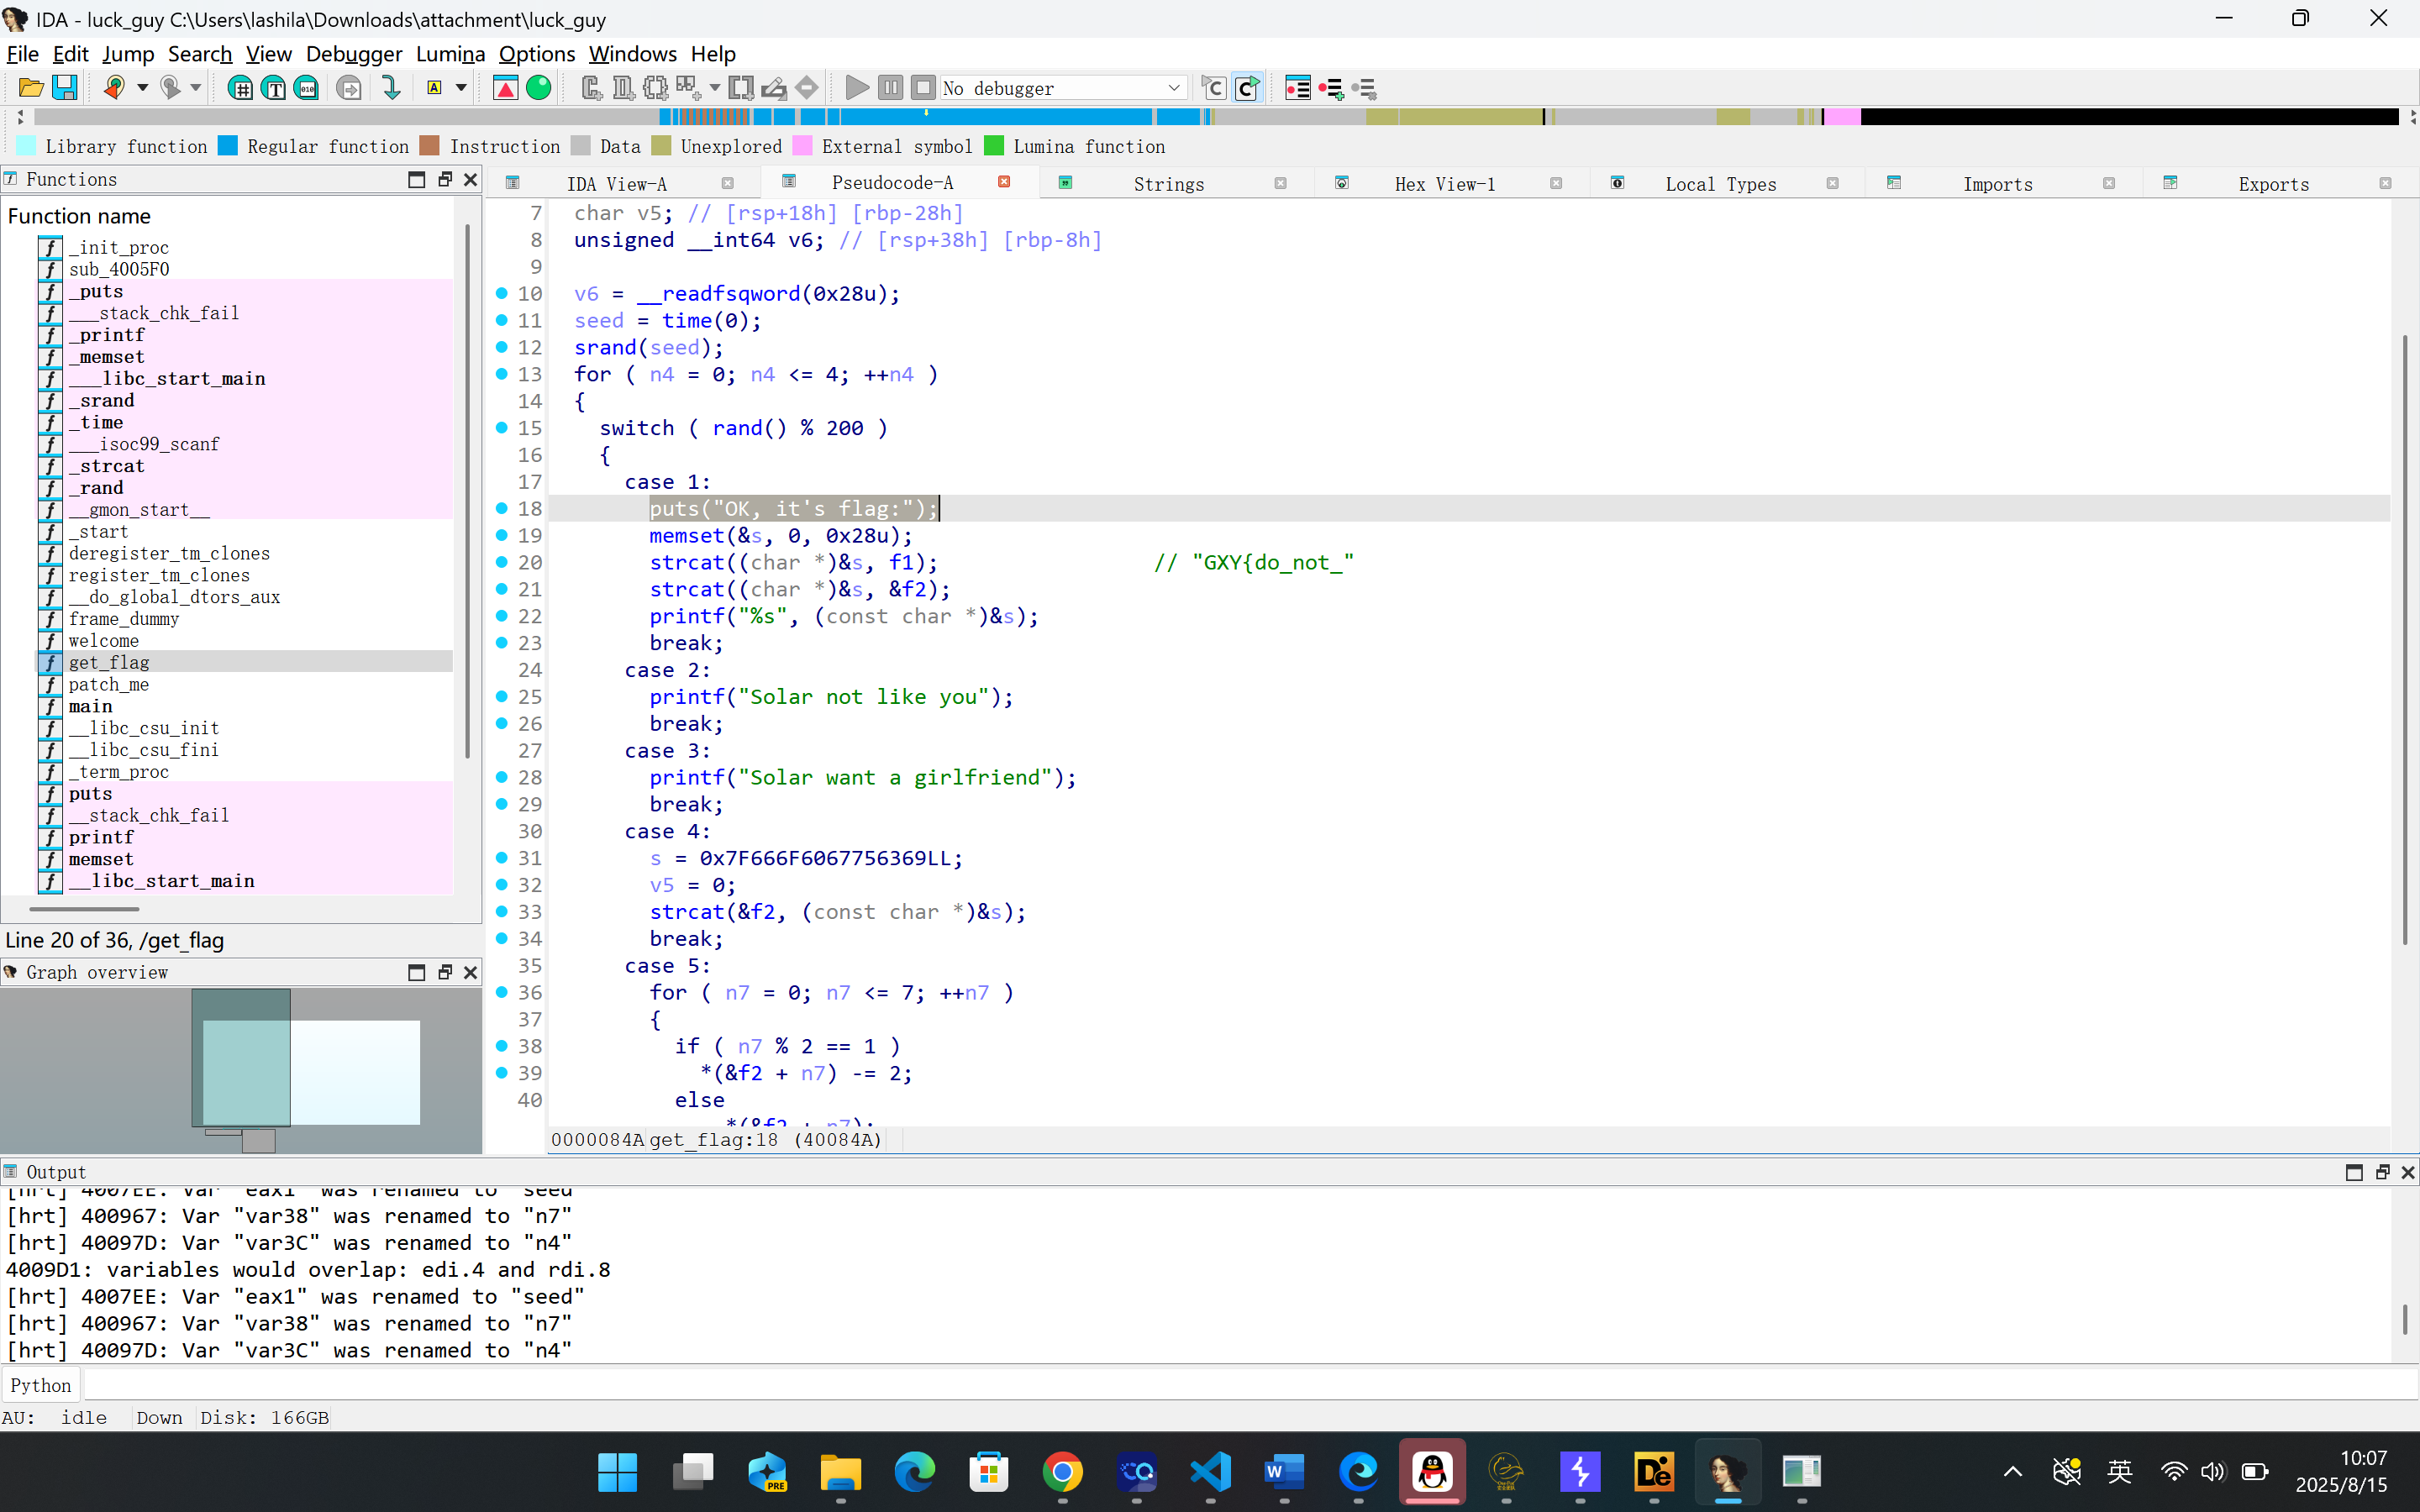 IDA - luck_guy C:\Users\lashila\Downloads\attachment\luck_guy
File Edit Jump Search View Debugger Lumina Options Windows Help
No debugger
Library function Regular function Instruction Data Unexplored External symbol Lumina function
Functions
Function name
_init_proc
sub_4005F0
_puts
___stack_chk_fail
_printf
_memset
___libc_start_main
_srand
_time
___isoc99_scanf
_strcat
_rand
__gmon_start__
_start
deregister_tm_clones
register_tm_clones
__do_global_dtors_aux
frame_dummy
welcome
get_flag
patch_me
main
__libc_csu_init
__libc_csu_fini
_term_proc
puts
__stack_chk_fail
printf
memset
__libc_start_main
Line 20 of 36, /get_flag
Graph overview
IDA View-A Pseudocode-A Strings Hex View-1 Local Types Imports Exports
7 char v5; // [rsp+18h] [rbp-28h]
8 unsigned __int64 v6; // [rsp+38h] [rbp-8h]
9
10 v6 = __readfsqword(0x28u);
11 seed = time(0);
12 srand(seed);
13 for ( n4 = 0; n4 <= 4; ++n4 )
14 {
15 switch ( rand() % 200 )
16 {
17 case 1:
18 puts("OK, it's flag:");
19 memset(&s, 0, 0x28u);
20 strcat((char *)&s, f1); // "GXY{do_not_"
21 strcat((char *)&s, &f2);
22 printf("%s", (const char *)&s);
23 break;
24 case 2:
25 printf("Solar not like you");
26 break;
27 case 3:
28 printf("Solar want a girlfriend");
29 break;
30 case 4:
31 s = 0x7F666F6067756369LL;
32 v5 = 0;
33 strcat(&f2, (const char *)&s);
34 break;
35 case 5:
36 for ( n7 = 0; n7 <= 7; ++n7 )
37 {
38 if ( n7 % 2 == 1 )
39 *(&f2 + n7) -= 2;
40 else
0000084A get_flag:18 (40084A)
Output
[hrt] 4007EE: Var "eax1" was renamed to "seed"
[hrt] 400967: Var "var38" was renamed to "n7"
[hrt] 40097D: Var "var3C" was renamed to "n4"
4009D1: variables would overlap: edi.4 and rdi.8
[hrt] 4007EE: Var "eax1" was renamed to "seed"
[hrt] 400967: Var "var38" was renamed to "n7"
[hrt] 40097D: Var "var3C" was renamed to "n4"
Python
AU: idle Down Disk: 166GB
PRE
英
10:07
2025/8/15